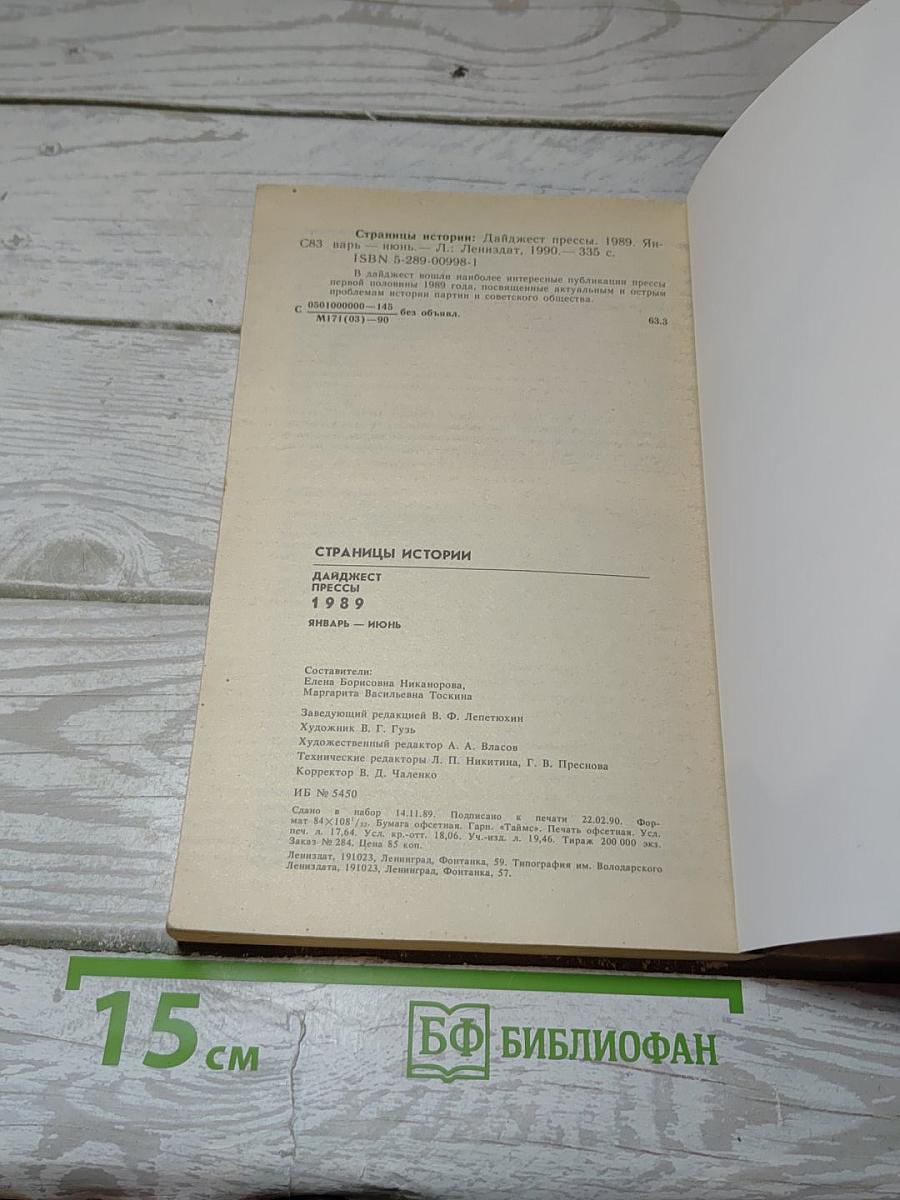 Страницы истории: Дайджест прессы. 1989. Ян-
С83 варь — июнь.— Л.: Лениздат, 1990.— 335 с.
ISBN 5-289-00998-1
В дайджест вошли наиболее интересные публикации прессы
первой половины 1989 года, посвященные актуальным и острым
проблемам истории партии и советского общества.
С 0501000000—145 без объявл. 63.3
М171(03)—90
СТРАНИЦЫ ИСТОРИИ
ДАЙДЖЕСТ
ПРЕССЫ
1989
ЯНВАРЬ — ИЮНЬ
Составители:
Елена Борисовна Никанорова,
Маргарита Васильевна Тоскина
Заведующий редакцией В. Ф. Лепетюхин
Художник В. Г. Гузь
Художественный редактор А. А. Власов
Технические редакторы Л. П. Никитина, Г. В. Преснова
Корректор В. Д. Чаленко
ИБ № 5450
Сдано в набор 14.11.89. Подписано к печати 22.02.90. Фор-
мат 84×108¹/₃₂. Бумага офсетная. Гарн. «Таймс». Печать офсетная. Усл.
печ. л. 17,64. Усл. кр.-отт. 18,06. Уч.-изд. л. 19,46. Тираж 200 000 экз.
Заказ № 284. Цена 85 коп.
Лениздат, 191023, Ленинград, Фонтанка, 59. Типография им. Володарского
Лениздата, 191023, Ленинград, Фонтанка, 57.
15 см
БФ БИБЛИОФАН